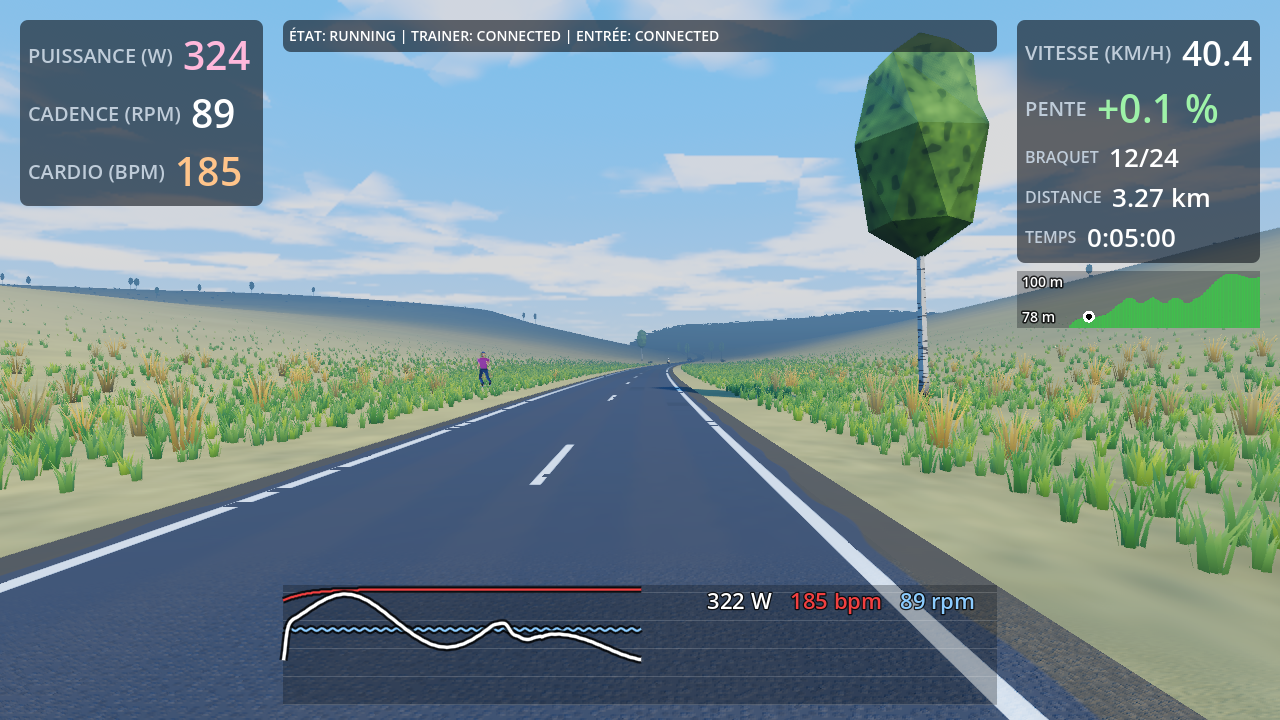 PUISSANCE (W) 324
CADENCE (RPM) 89
CARDIO (BPM) 185
ÉTAT: RUNNING | TRAINER: CONNECTED | ENTRÉE: CONNECTED
VITESSE (KM/H) 40.4
PENTE +0.1 %
BRAQUET 12/24
DISTANCE 3.27 km
TEMPS 0:05:00
100 m
78 m
322 W 185 bpm 89 rpm